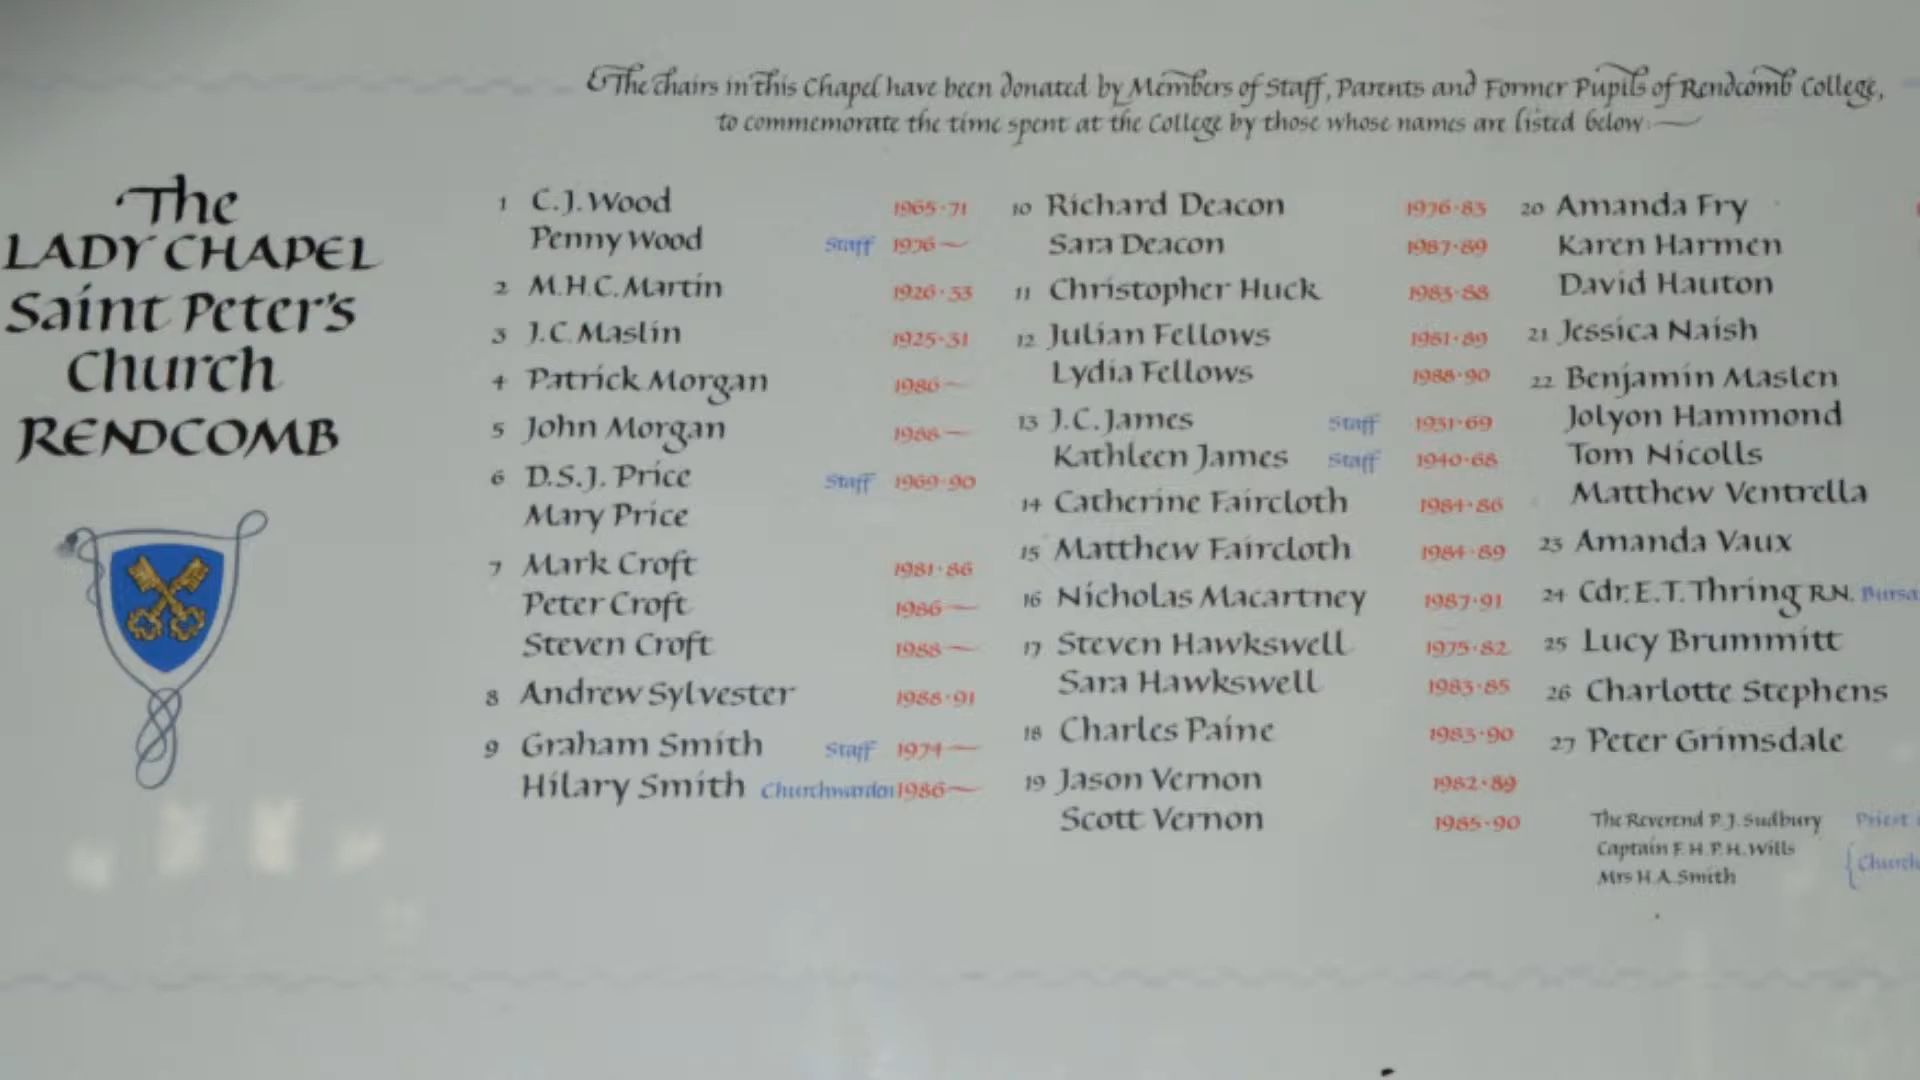 The chairs in this Chapel have been donated by Members of Staff, Parents and Former Pupils of Rendcomb College,
to commemorate the time spent at the College by those whose names are listed below
The
LADY CHAPEL
Saint Peter's
Church
RENDCOMB
1 C.J. Wood 1965·71
Penny Wood Staff 1976—
2 M.H.C. Martin 1926·33
3 J.C. Maslin 1925·31
4 Patrick Morgan 1986—
5 John Morgan 1988—
6 D.S.J. Price Staff 1969·90
Mary Price
7 Mark Croft 1981·86
Peter Croft 1986—
Steven Croft 1988—
8 Andrew Sylvester 1988·91
9 Graham Smith Staff 1974—
Hilary Smith Churchwarden 1986—
10 Richard Deacon 1976·83
Sara Deacon 1987·89
11 Christopher Huck 1983·88
12 Julian Fellows 1981·89
Lydia Fellows 1988·90
13 J.C. James Staff 1931·69
Kathleen James Staff 1940·68
14 Catherine Faircloth 1984·86
15 Matthew Faircloth 1984·89
16 Nicholas Macartney 1987·91
17 Steven Hawkswell 1975·82
Sara Hawkswell 1983·85
18 Charles Paine 1983·90
19 Jason Vernon 1982·89
Scott Vernon 1985·90
20 Amanda Fry
Karen Harmen
David Hauton
21 Jessica Naish
22 Benjamin Maslen
Jolyon Hammond
Tom Nicolls
Matthew Ventrella
23 Amanda Vaux
24 Cdr. E.T. Thring R.N. Bursa
25 Lucy Brummitt
26 Charlotte Stephens
27 Peter Grimsdale
The Reverend P.J. Sudbury Priest
Captain F.H.P.H. Wills
Mrs H.A. Smith Church